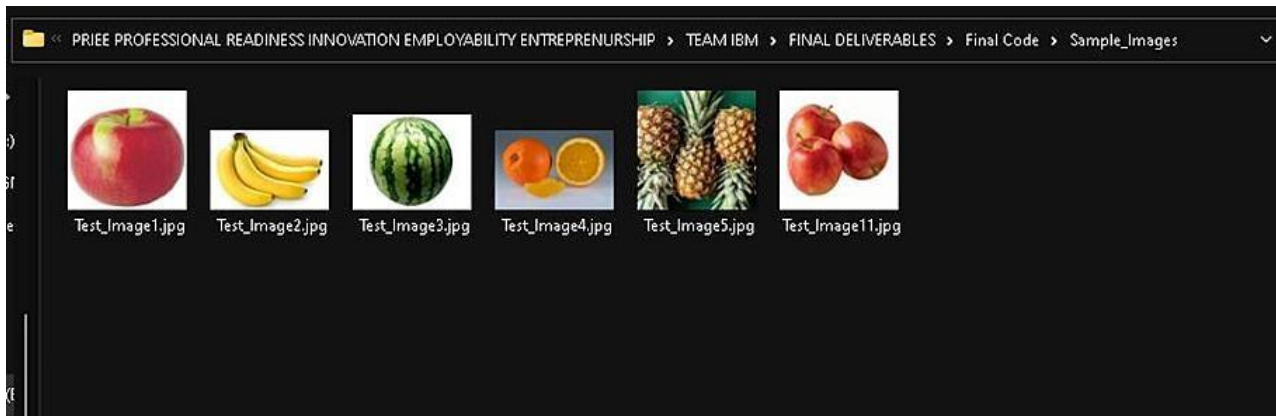 « PRIEE PROFESSIONAL READINESS INNOVATION EMPLOYABILITY ENTREPRENURSHIP > TEAM IBM > FINAL DELIVERABLES > Final Code > Sample_Images
Test_Image1.jpg Test_Image2.jpg Test_Image3.jpg Test_Image4.jpg Test_Image5.jpg Test_Image11.jpg